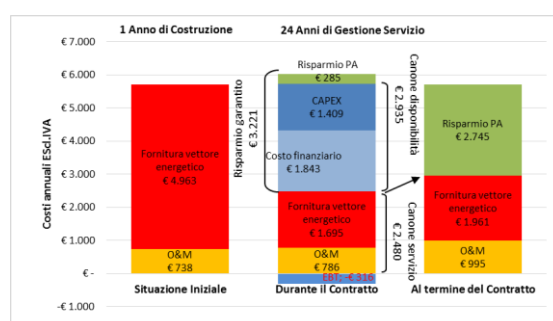 1 Anno di Costruzione
24 Anni di Gestione Servizio
€ 7.000
€ 6.000
€ 5.000
€ 4.000
€ 3.000
€ 2.000
€ 1.000
€ -
-€ 1.000
Costi annuali EScl.IVA
Fornitura vettore
energetico
€ 4.963
O&M
€ 738
Situazione Iniziale
Risparmio garantito
€ 3.221
Risparmio PA
€ 285
CAPEX
€ 1.409
Costo finanziario
€ 1.843
Fornitura vettore
energetico
€ 1.695
O&M
€ 786
EBT; -€ 316
Durante il Contratto
Canone disponibilità
€ 2.935
Canone servizio
€ 2.480
Risparmio PA
€ 2.745
Fornitura vettore
energetico
€ 1.961
O&M
€ 995
Al termine del Contratto